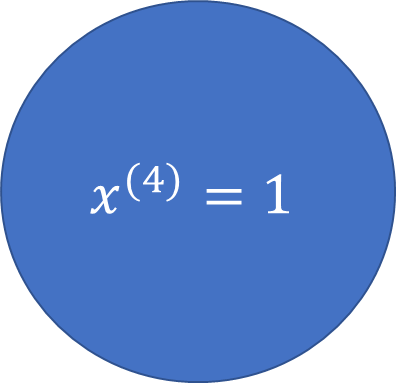 x⁽⁴⁾ = 1